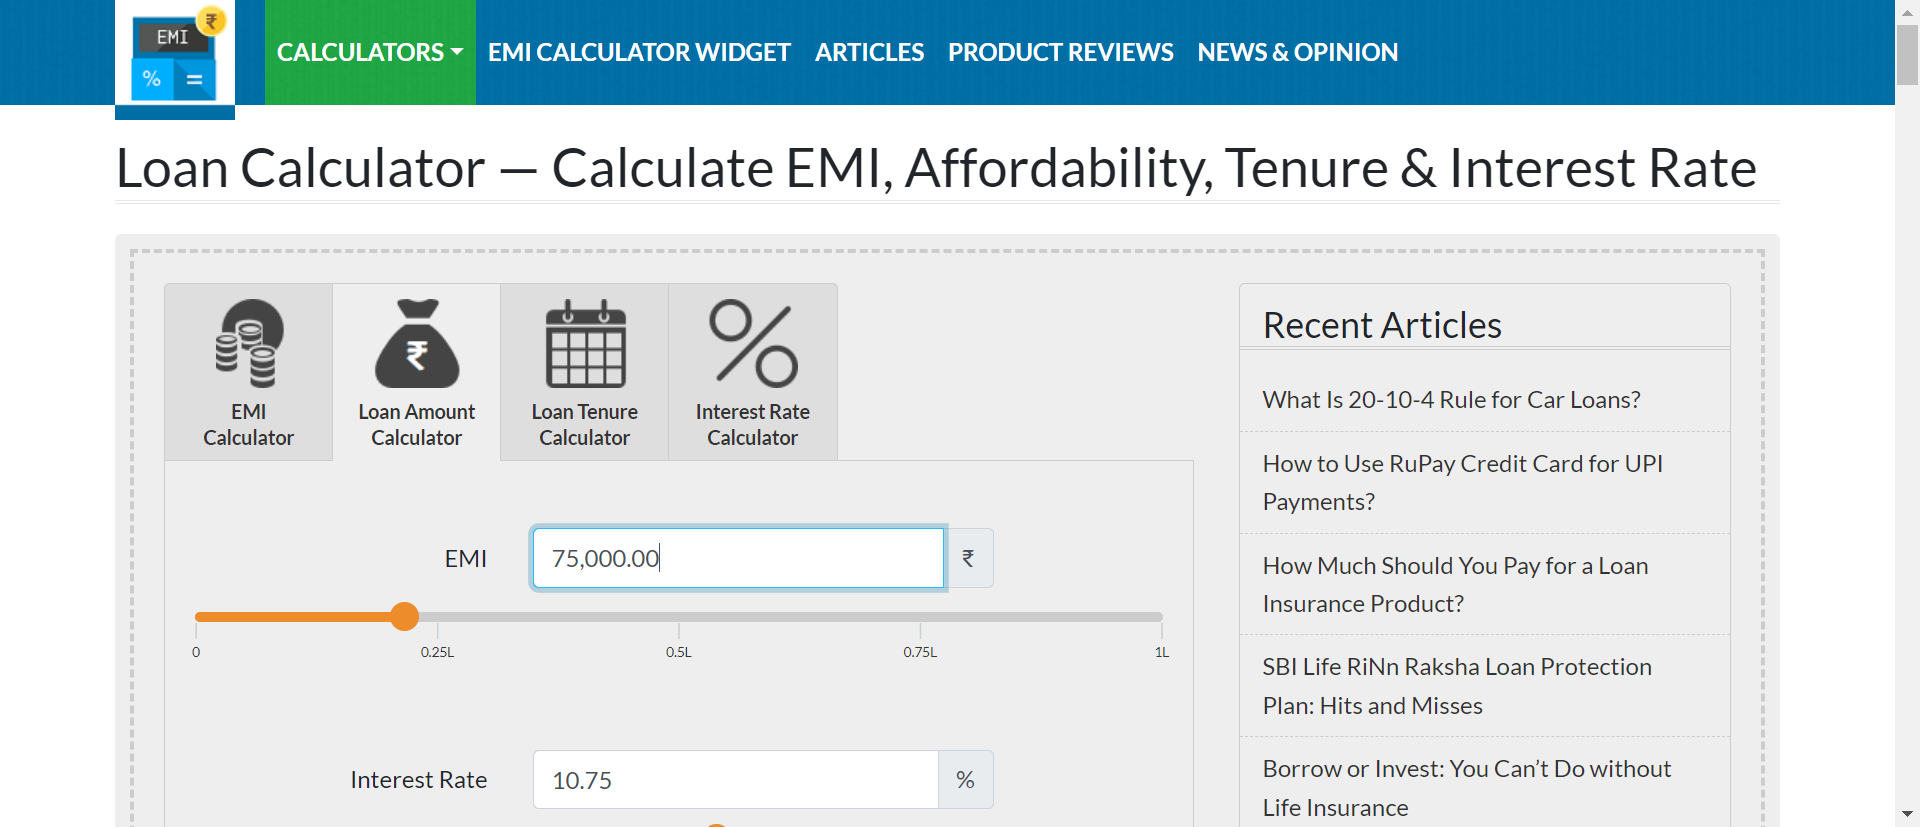 EMI
₹
%
=
CALCULATORS
EMI CALCULATOR WIDGET
ARTICLES
PRODUCT REVIEWS
NEWS & OPINION
Loan Calculator — Calculate EMI, Affordability, Tenure & Interest Rate
EMI
Calculator
₹
Loan Amount
Calculator
Loan Tenure
Calculator
Interest Rate
Calculator
EMI
75,000.00
₹
0
0.25L
0.5L
0.75L
1L
Interest Rate
10.75
%
Recent Articles
What Is 20-10-4 Rule for Car Loans?
How to Use RuPay Credit Card for UPI
Payments?
How Much Should You Pay for a Loan
Insurance Product?
SBI Life RiNn Raksha Loan Protection
Plan: Hits and Misses
Borrow or Invest: You Can’t Do without
Life Insurance